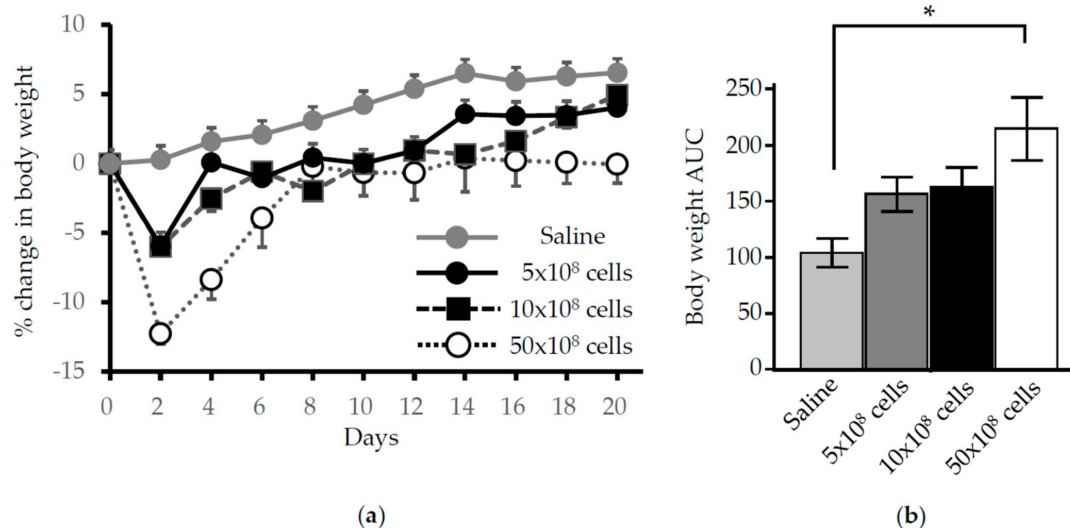 10
5
0
-5
-10
-15
% change in body weight
0 2 4 6 8 10 12 14 16 18 20
Days
Saline
5x10⁸ cells
10x10⁸ cells
50x10⁸ cells
(a)
*
250
200
150
100
50
0
Body weight AUC
Saline
5x10⁸ cells
10x10⁸ cells
50x10⁸ cells
(b)